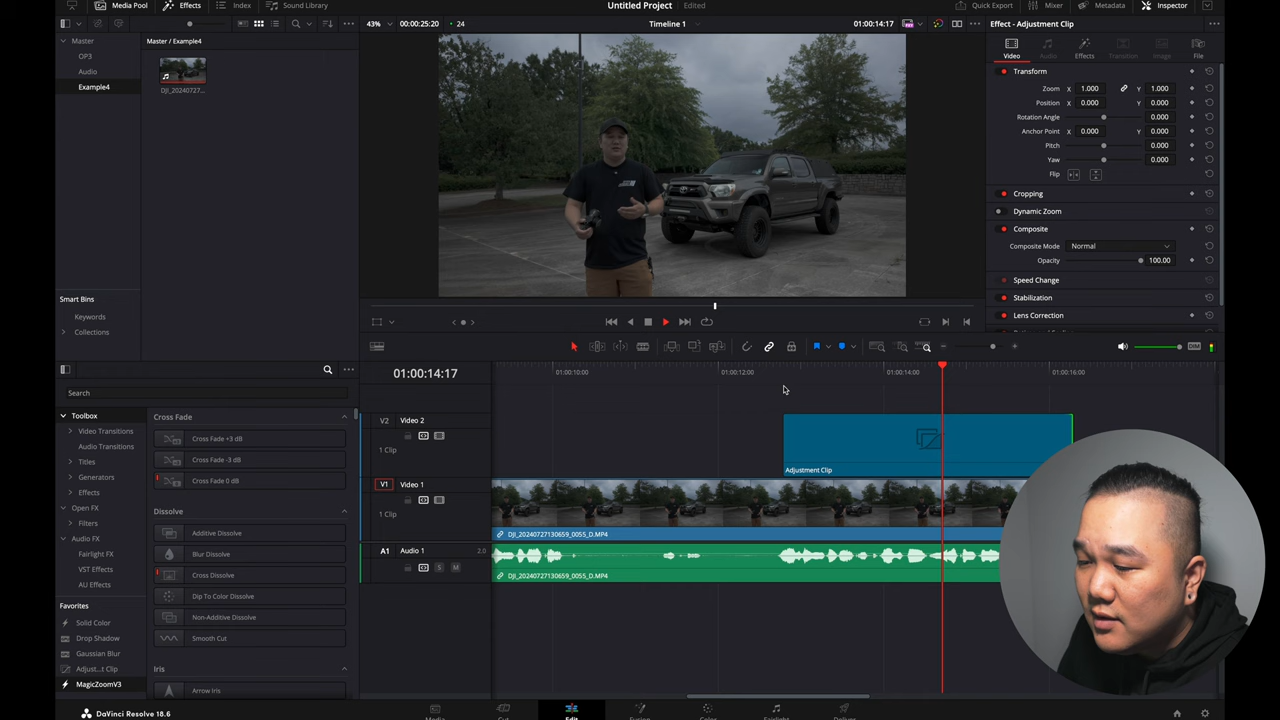 Media Pool
Effects
Index
Sound Library
Untitled Project
Edited
Quick Export
Mixer
Metadata
Inspector
43%
00:00:25:20
24
Timeline 1
01:00:14:17
Effect - Adjustment Clip
Master
OP3
Audio
Example4
Master / Example4
DJI_20240727...
Video
Audio
Effects
Transition
Image
File
Transform
Zoom X 1.000 Y 1.000
Position X 0.000 Y 0.000
Rotation Angle 0.000
Anchor Point X 0.000 Y 0.000
Pitch 0.000
Yaw 0.000
Flip
Cropping
Dynamic Zoom
Composite
Composite Mode Normal
Opacity 100.00
Speed Change
Stabilization
Lens Correction
Smart Bins
Keywords
Collections
DIM
01:00:14:17
01:00:10:00
01:00:12:00
01:00:14:00
01:00:16:00
Search
Toolbox
Video Transitions
Audio Transitions
Titles
Generators
Effects
Open FX
Filters
Audio FX
Fairlight FX
VST Effects
AU Effects
Favorites
Solid Color
Drop Shadow
Gaussian Blur
Adjust...t Clip
MagicZoomV3
Cross Fade
Cross Fade +3 dB
Cross Fade -3 dB
Cross Fade 0 dB
Dissolve
Additive Dissolve
Blur Dissolve
Cross Dissolve
Dip To Color Dissolve
Non-Additive Dissolve
Smooth Cut
Iris
Arrow Iris
V2 Video 2
1 Clip
Adjustment Clip
V1 Video 1
1 Clip
DJI_20240727130659_0055_D.MP4
A1 Audio 1 2.0
S M
DJI_20240727130659_0055_D.MP4
DaVinci Resolve 18.6
Media
Cut
Edit
Fusion
Color
Fairlight
Deliver